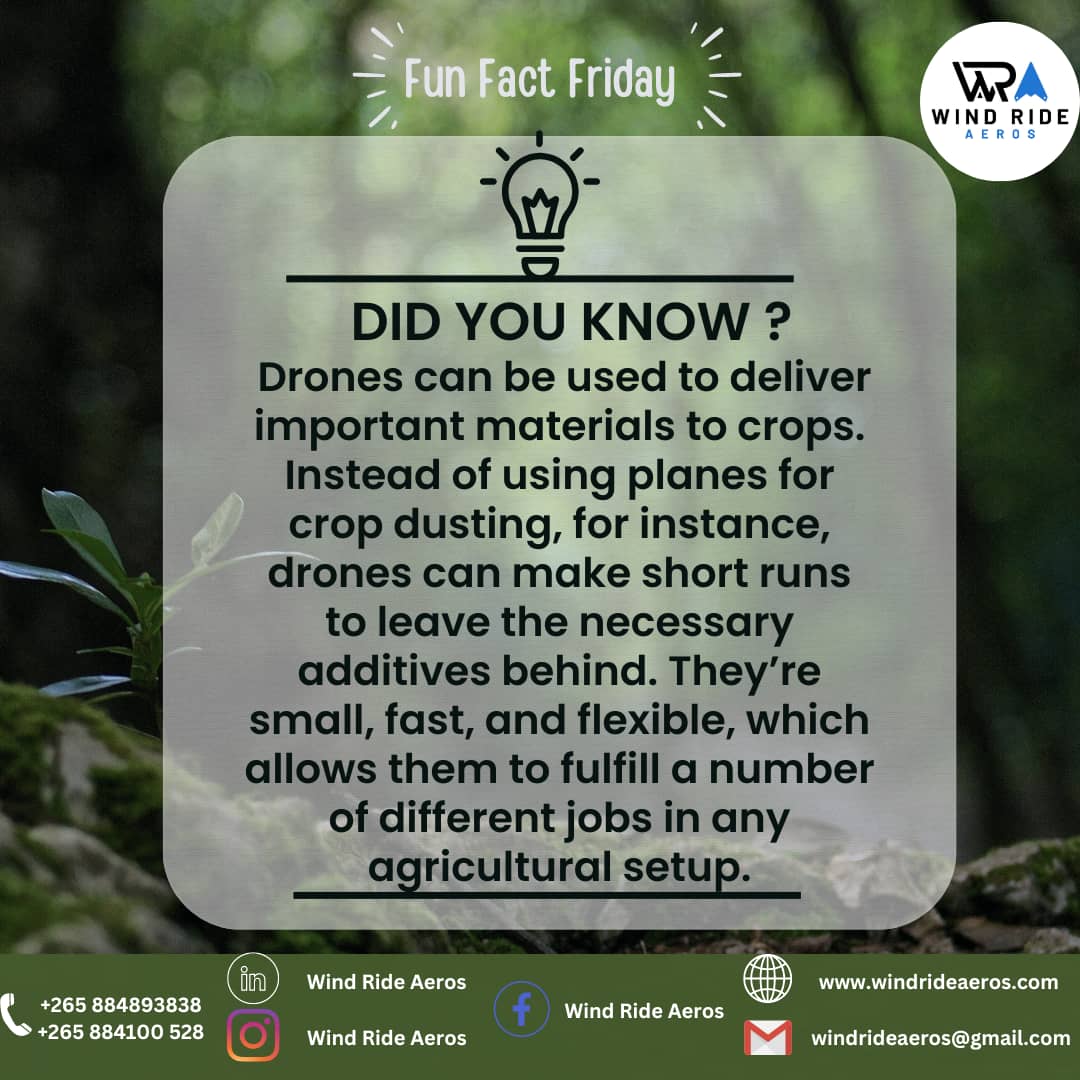 Fun Fact Friday
WRA
WIND RIDE
AEROS
DID YOU KNOW ?
Drones can be used to deliver
important materials to crops.
Instead of using planes for
crop dusting, for instance,
drones can make short runs
to leave the necessary
additives behind. They’re
small, fast, and flexible, which
allows them to fulfill a number
of different jobs in any
agricultural setup.
+265 884893838
+265 884100 528
in
Wind Ride Aeros
Wind Ride Aeros
f
Wind Ride Aeros
www.windrideaeros.com
windrideaeros@gmail.com